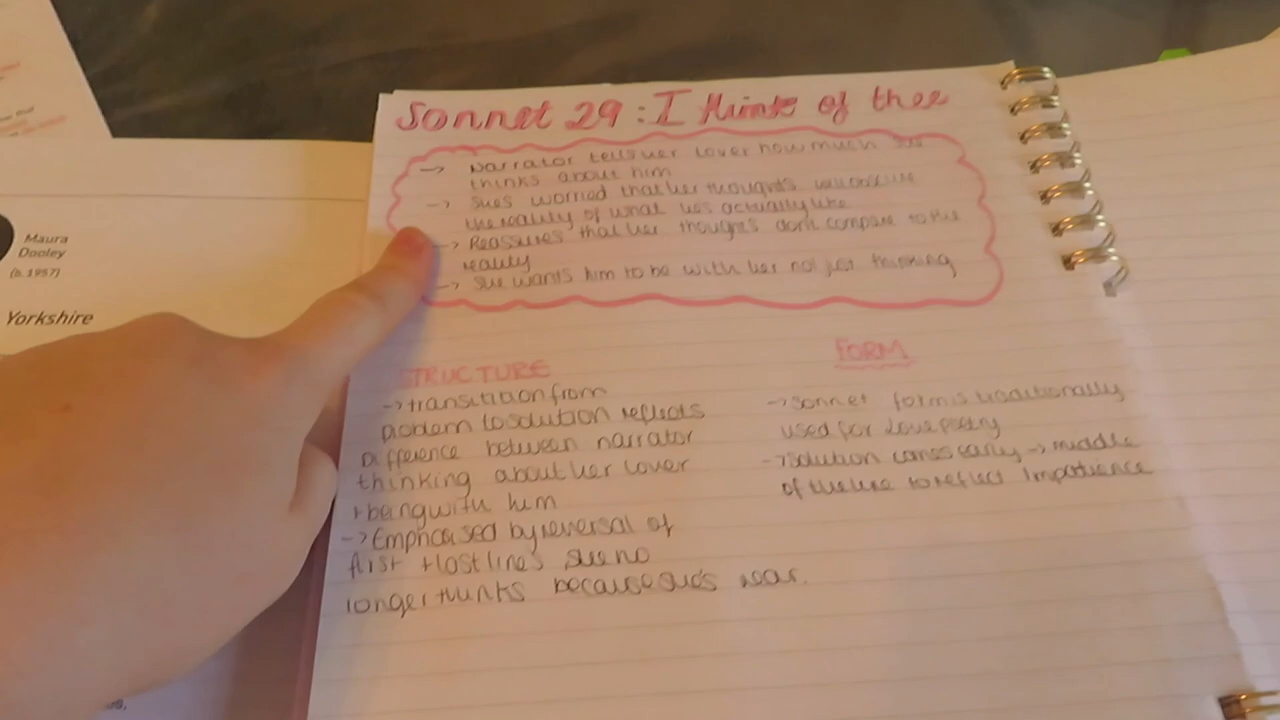 Sonnet 29 : I think of thee
-> Narrator tells her lover how much she
thinks about him
-> Shes worried that her thoughts will obscure
the reality of what hes actually like
-> Reassures that her thoughts dont compare to the
reality
-> She wants him to be with her not just thinking
STRUCTURE
-> transition from
problem to solution reflects
Difference between narrator
thinking about her lover
+ being with him
-> Emphasised by reversal of
first + last lines she no
longer thinks because shes near.
FORM
-> sonnet form is traditionally
used for love poetry
-> solution comes early -> middle
of the line to reflect impatience
Maura
Dooley
(b. 1957)
Yorkshire